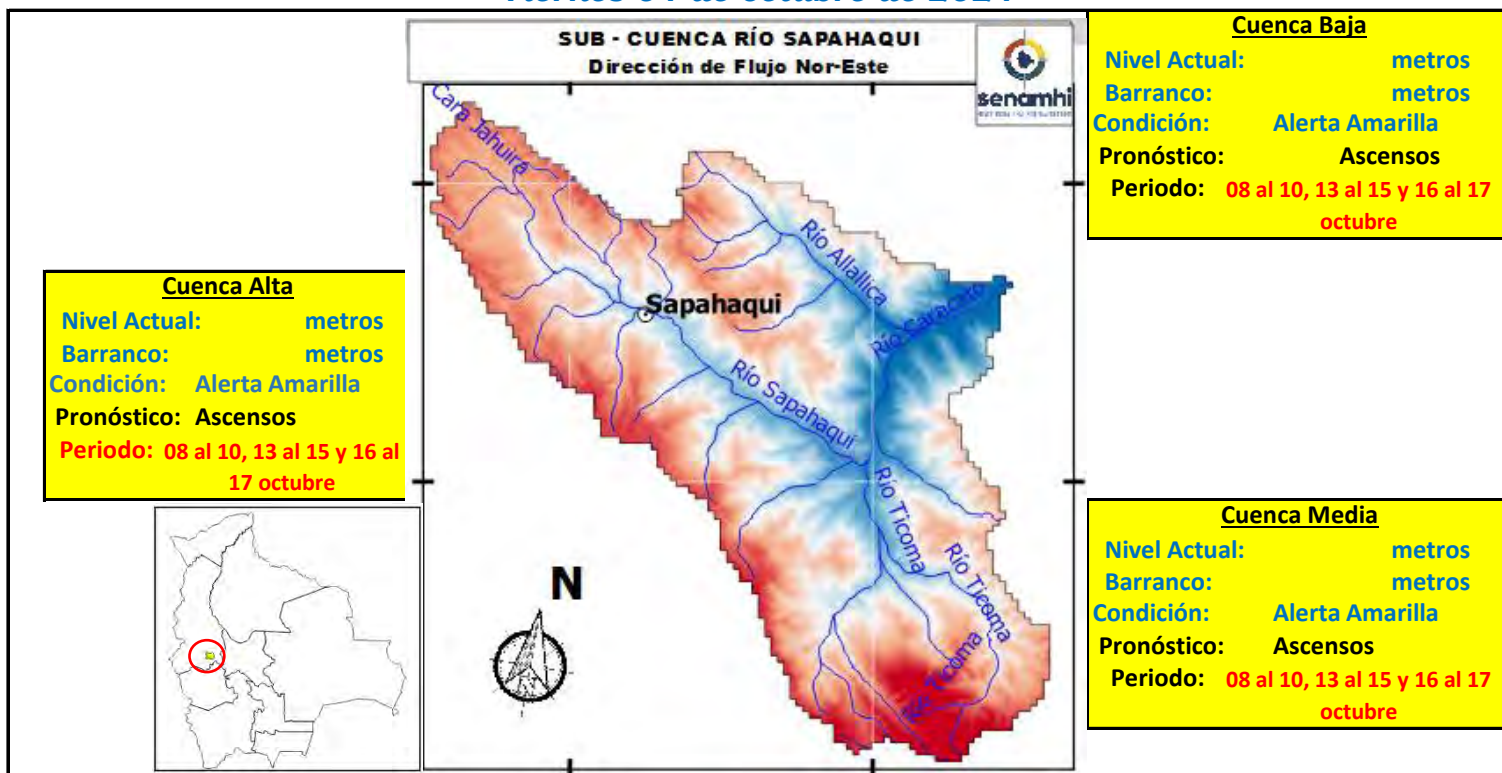 SUB - CUENCA RÍO SAPAHAQUI
Dirección de Flujo Nor-Este
senamhi
Cuenca Baja
Nivel Actual: metros
Barranco: metros
Condición: Alerta Amarilla
Pronóstico: Ascensos
Periodo: 08 al 10, 13 al 15 y 16 al 17
octubre
Cuenca Alta
Nivel Actual: metros
Barranco: metros
Condición: Alerta Amarilla
Pronóstico: Ascensos
Periodo: 08 al 10, 13 al 15 y 16 al
17 octubre
Cara Jahuira
Río Allallica
Sapahaqui
Río Caracato
Río Sapahaqui
Río Ticoma
Río Ticoma
Río Ticoma
N
Cuenca Media
Nivel Actual: metros
Barranco: metros
Condición: Alerta Amarilla
Pronóstico: Ascensos
Periodo: 08 al 10, 13 al 15 y 16 al 17
octubre